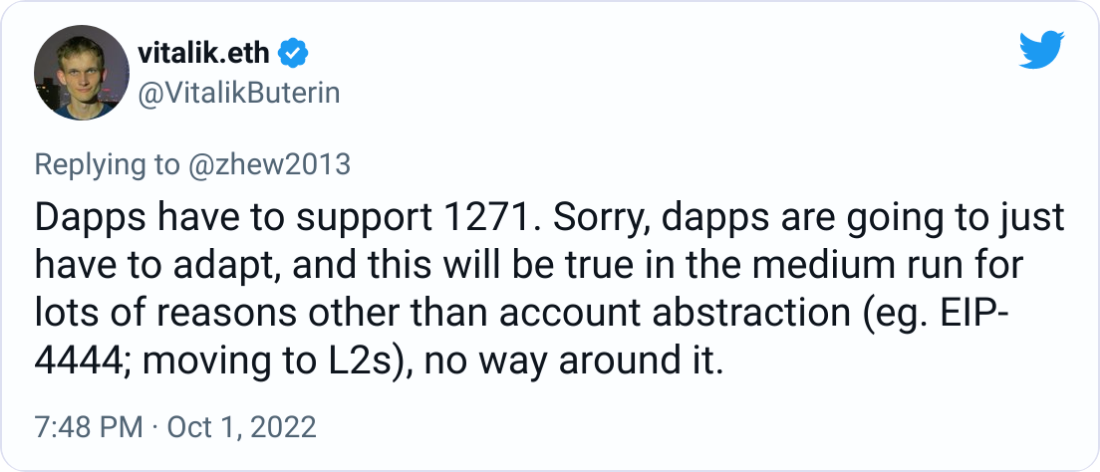 vitalik.eth
@VitalikButerin
Replying to @zhew2013
Dapps have to support 1271. Sorry, dapps are going to just
have to adapt, and this will be true in the medium run for
lots of reasons other than account abstraction (eg. EIP-
4444; moving to L2s), no way around it.
7:48 PM · Oct 1, 2022